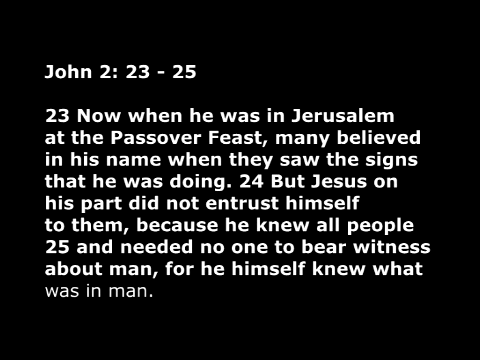 John 2: 23 - 25
23 Now when he was in Jerusalem
at the Passover Feast, many believed
in his name when they saw the signs
that he was doing. 24 But Jesus on
his part did not entrust himself
to them, because he knew all people
25 and needed no one to bear witness
about man, for he himself knew what
was in man.